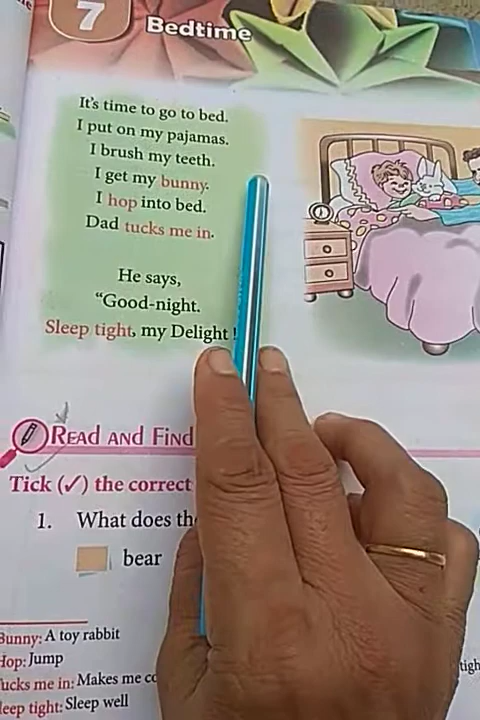 7
Bedtime
It's time to go to bed.
I put on my pajamas.
I brush my teeth.
I get my bunny.
I hop into bed.
Dad tucks me in.
He says,
“Good-night.
Sleep tight, my Delight !
READ AND FIND
Tick (✓) the correct
1. What does
bear
Bunny: A toy rabbit
Hop: Jump
Tucks me in: Makes me
Sleep tight: Sleep well